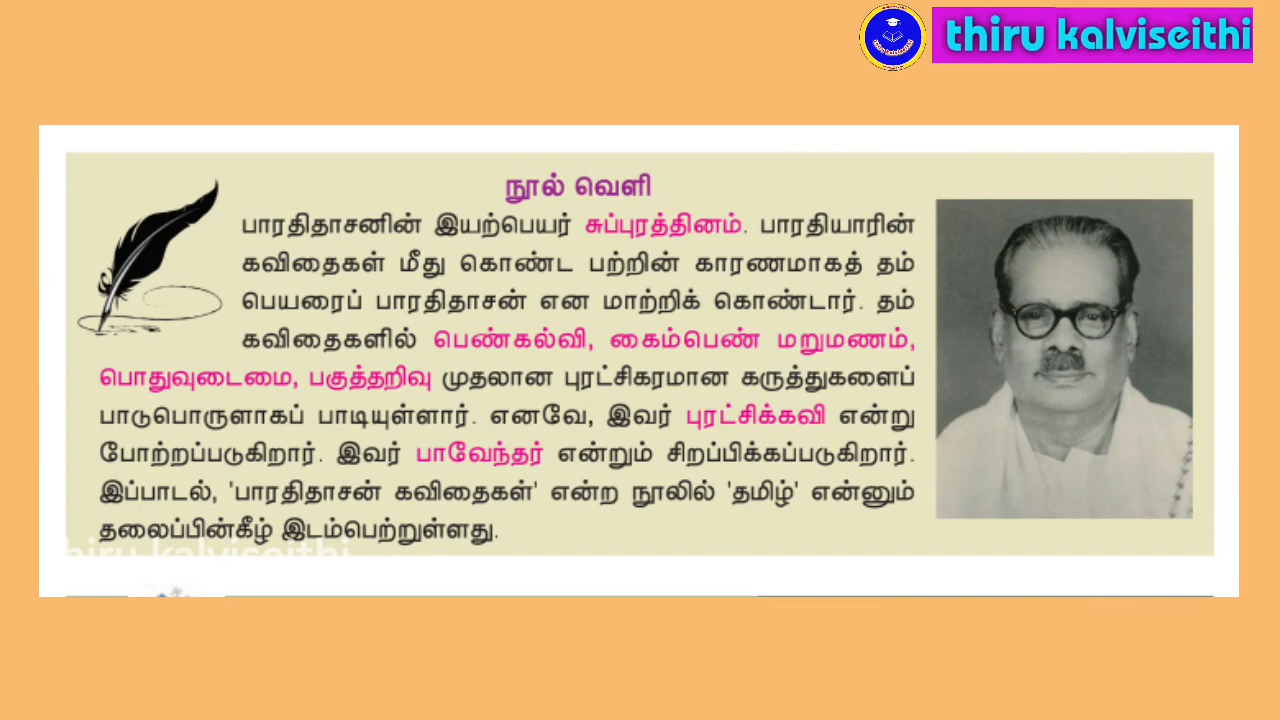 thiru kalviseithi
நூல் வெளி
பாரதிதாசனின் இயற்பெயர் சுப்புரத்தினம். பாரதியாரின்
கவிதைகள் மீது கொண்ட பற்றின் காரணமாகத் தம்
பெயரைப் பாரதிதாசன் என மாற்றிக் கொண்டார். தம்
கவிதைகளில் பெண்கல்வி, கைம்பெண் மறுமணம்,
பொதுவுடைமை, பகுத்தறிவு முதலான புரட்சிகரமான கருத்துகளைப்
பாடுபொருளாகப் பாடியுள்ளார். எனவே, இவர் புரட்சிக்கவி என்று
போற்றப்படுகிறார். இவர் பாவேந்தர் என்றும் சிறப்பிக்கப்படுகிறார்.
இப்பாடல், 'பாரதிதாசன் கவிதைகள்' என்ற நூலில் 'தமிழ்' என்னும்
தலைப்பின்கீழ் இடம்பெற்றுள்ளது.
thiru kalviseithi